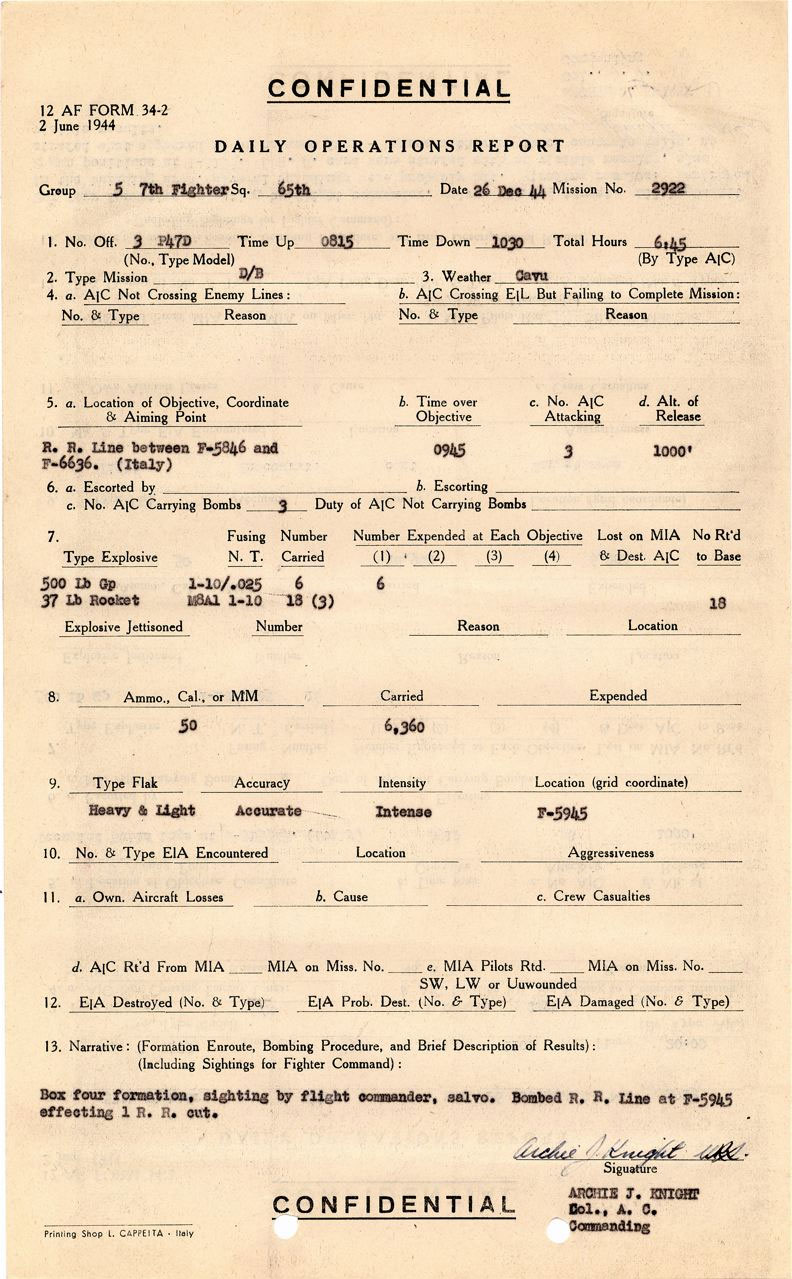 CONFIDENTIAL
12 AF FORM 34-2
2 June 1944
DAILY OPERATIONS REPORT
Group 5 7th Fighter Sq. 65th Date 26 Dec 44 Mission No. 2922
1. No. Off. 3 P47D Time Up 0815 Time Down 1030 Total Hours 6:45
(No., Type Model) (By Type A|C)
2. Type Mission D/B 3. Weather Cavu
4. a. A|C Not Crossing Enemy Lines: b. A|C Crossing E|L But Failing to Complete Mission:
No. & Type Reason No. & Type Reason
5. a. Location of Objective, Coordinate b. Time over c. No. A|C d. Alt. of
& Aiming Point Objective Attacking Release
R. R. Line between F-5846 and 0945 3 1000'
F-6636. (Italy)
6. a. Escorted by b. Escorting
c. No. A|C Carrying Bombs 3 Duty of A|C Not Carrying Bombs
7. Fusing Number Number Expended at Each Objective Lost on MIA No Rt'd
Type Explosive N. T. Carried (1) (2) (3) (4) & Dest. A|C to Base
500 Lb Gp 1-10/.025 6 6
37 Lb Rocket M8A1 1-10 18 (3) 18
Explosive Jettisoned Number Reason Location
8. Ammo., Cal., or MM Carried Expended
50 6,360
9. Type Flak Accuracy Intensity Location (grid coordinate)
Heavy & Light Accurate Intense F-5945
10. No. & Type EIA Encountered Location Aggressiveness
11. a. Own. Aircraft Losses b. Cause c. Crew Casualties
d. A|C Rt'd From MIA MIA on Miss. No. e. MIA Pilots Rtd. MIA on Miss. No.
SW, LW or Uuwounded
12. E|A Destroyed (No. & Type) E|A Prob. Dest. (No. & Type) E|A Damaged (No. & Type)
13. Narrative: (Formation Enroute, Bombing Procedure, and Brief Description of Results):
(Including Sightings for Fighter Command):
Box four formation, sighting by flight commander, salvo. Bombed R. R. Line at F-5945
effecting 1 R. R. cut.
Archie J. Knight
Siguature
ARCHIE J. KNIGHT
Col., A. C.
Commanding
CONFIDENTIAL
Printing Shop L. CAPPEITA - Italy